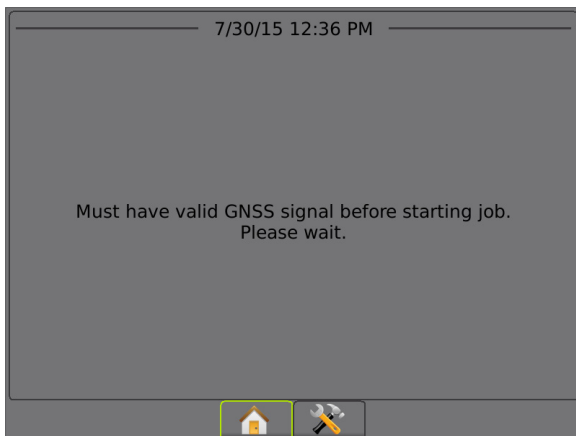 7/30/15 12:36 PM
Must have valid GNSS signal before starting job.
Please wait.